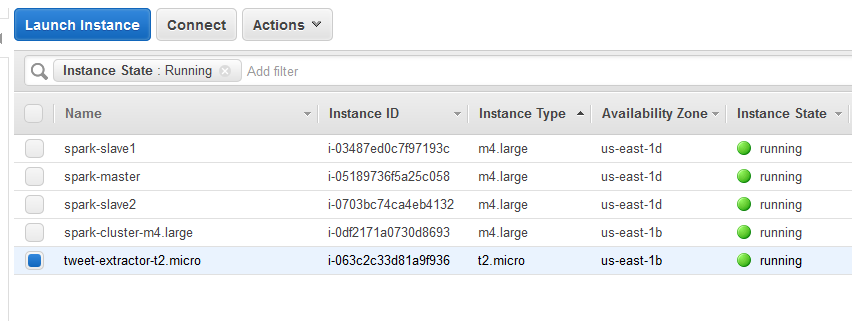 Launch Instance Connect Actions
Instance State : Running Add filter
Name Instance ID Instance Type Availability Zone Instance State
spark-slave1 i-03487ed0c7f97193c m4.large us-east-1d running
spark-master i-05189736f5a25c058 m4.large us-east-1d running
spark-slave2 i-0703bc74ca4eb4132 m4.large us-east-1d running
spark-cluster-m4.large i-0df2171a0730d8693 m4.large us-east-1b running
tweet-extractor-t2.micro i-063c2c33d81a9f936 t2.micro us-east-1b running